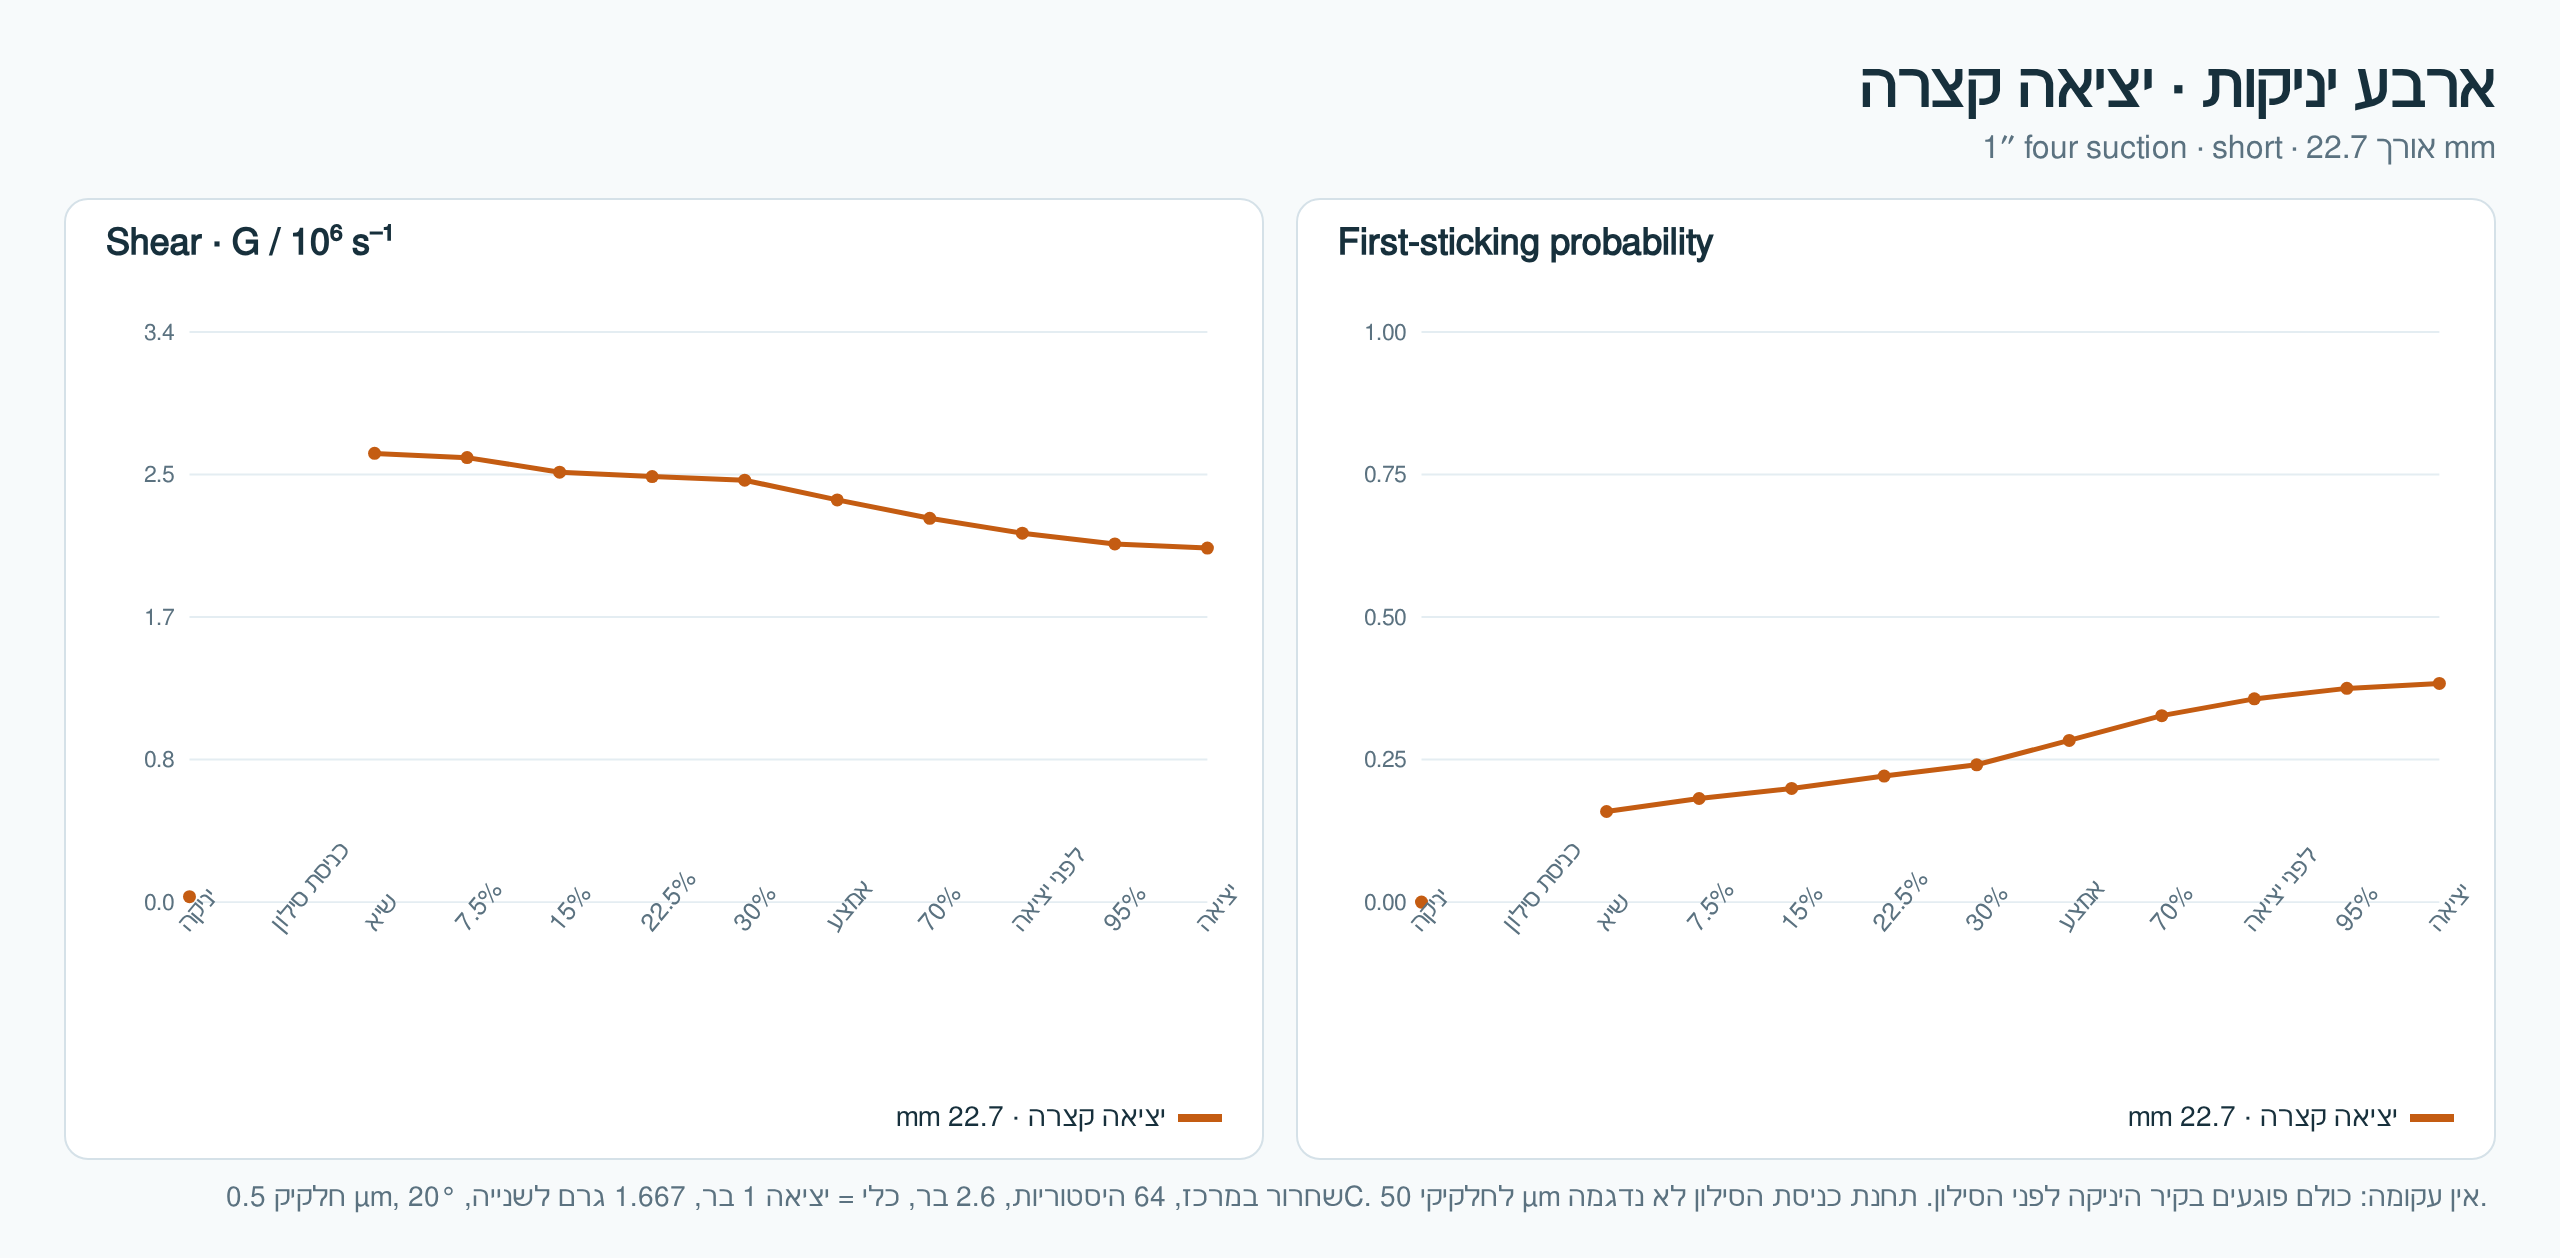 ארבע יניקות · יציאה קצרה
1″ four suction · short · אורך 22.7 mm
Shear · G / 10⁶ s⁻¹
3.4
2.5
1.7
0.8
0.0
יניקה
כניסת סילון
שיא
7.5%
15%
22.5%
30%
אמצע
70%
לפני יציאה
95%
יציאה
יציאה קצרה · 22.7 mm
First-sticking probability
1.00
0.75
0.50
0.25
0.00
יניקה
כניסת סילון
שיא
7.5%
15%
22.5%
30%
אמצע
70%
לפני יציאה
95%
יציאה
יציאה קצרה · 22.7 mm
חלקיק 0.5 µm, שחרור במרכז, 64 היסטוריות, 2.6 בר, כלי = יציאה 1 בר, 1.667 גרם לשנייה, 20°C. לחלקיקי 50 µm אין עקומה: כולם פוגעים בקיר היניקה לפני הסילון. תחנת כניסת הסילון לא נדגמה.